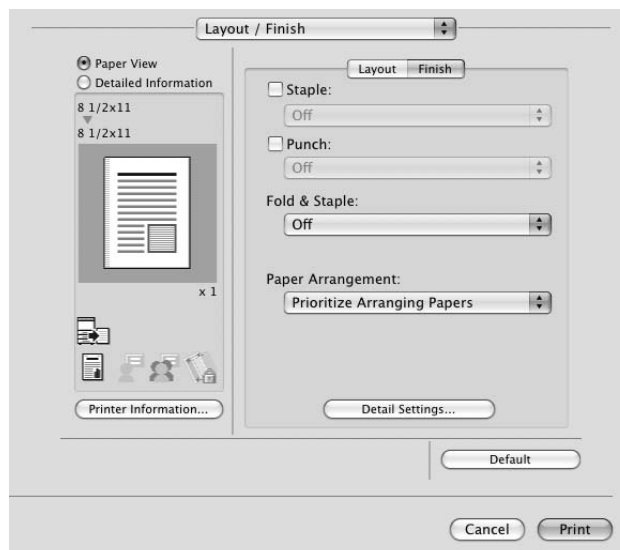 Layout / Finish
Paper View
Detailed Information
8 1/2x11
8 1/2x11
x 1
Printer Information...
Layout Finish
Staple:
Off
Punch:
Off
Fold & Staple:
Off
Paper Arrangement:
Prioritize Arranging Papers
Detail Settings...
Default
Cancel Print